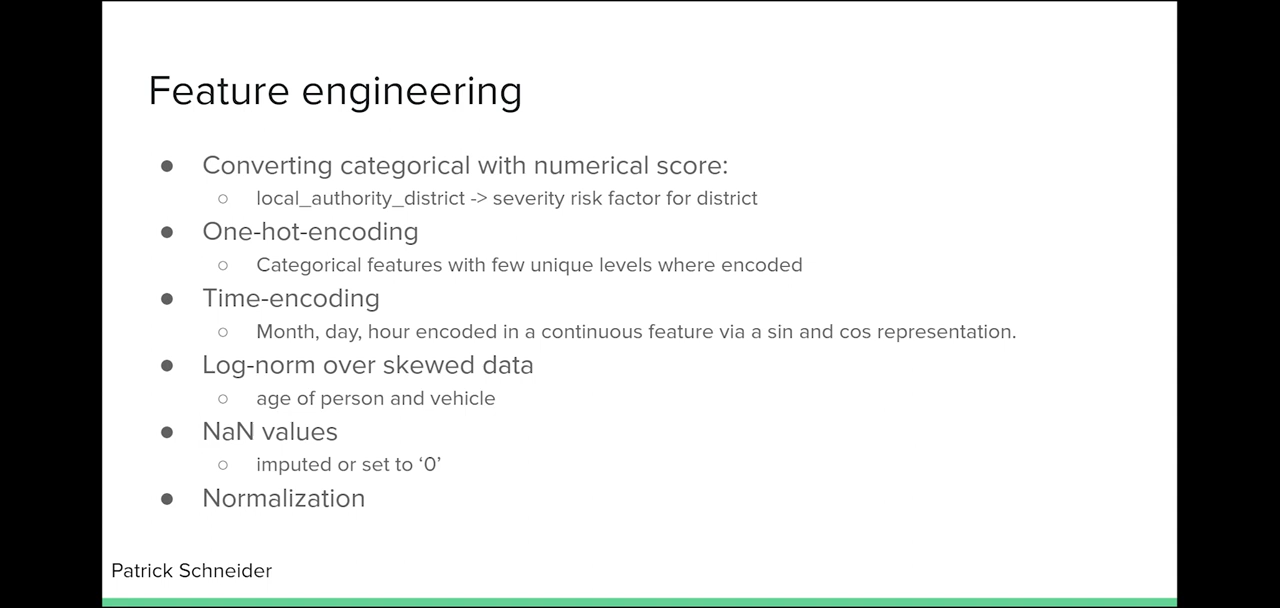 Feature engineering
● Converting categorical with numerical score:
○ local_authority_district -> severity risk factor for district
● One-hot-encoding
○ Categorical features with few unique levels where encoded
● Time-encoding
○ Month, day, hour encoded in a continuous feature via a sin and cos representation.
● Log-norm over skewed data
○ age of person and vehicle
● NaN values
○ imputed or set to ‘0’
● Normalization
Patrick Schneider